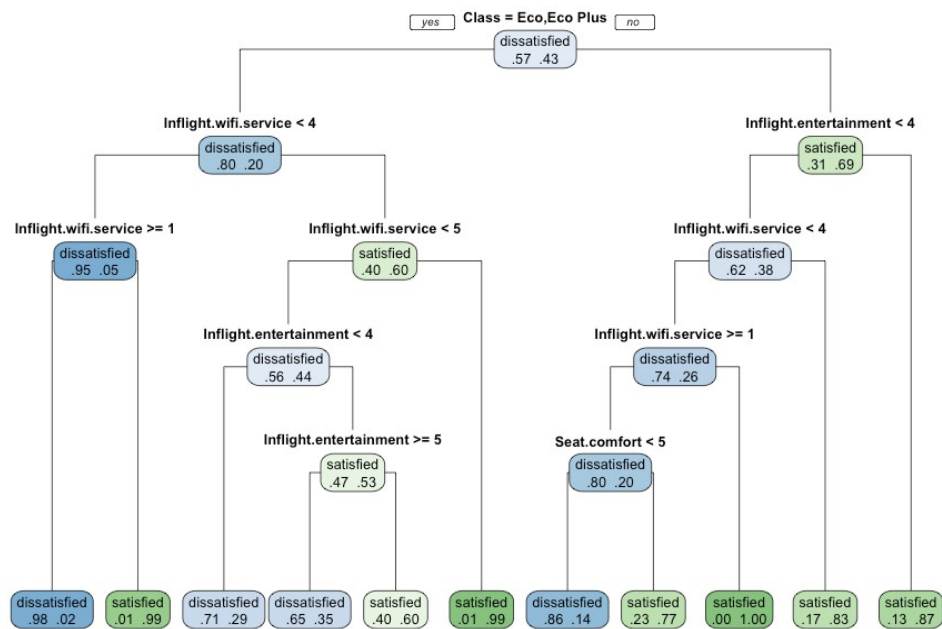 yes Class = Eco,Eco Plus no
dissatisfied
.57 .43
Inflight.wifi.service < 4 Inflight.entertainment < 4
dissatisfied satisfied
.80 .20 .31 .69
Inflight.wifi.service >= 1 Inflight.wifi.service < 5 Inflight.wifi.service < 4
dissatisfied satisfied dissatisfied
.95 .05 .40 .60 .62 .38
Inflight.entertainment < 4 Inflight.wifi.service >= 1
dissatisfied dissatisfied
.56 .44 .74 .26
Inflight.entertainment >= 5 Seat.comfort < 5
satisfied dissatisfied
.47 .53 .80 .20
dissatisfied satisfied dissatisfied dissatisfied satisfied satisfied dissatisfied satisfied satisfied satisfied satisfied
.98 .02 .01 .99 .71 .29 .65 .35 .40 .60 .01 .99 .86 .14 .23 .77 .00 1.00 .17 .83 .13 .87